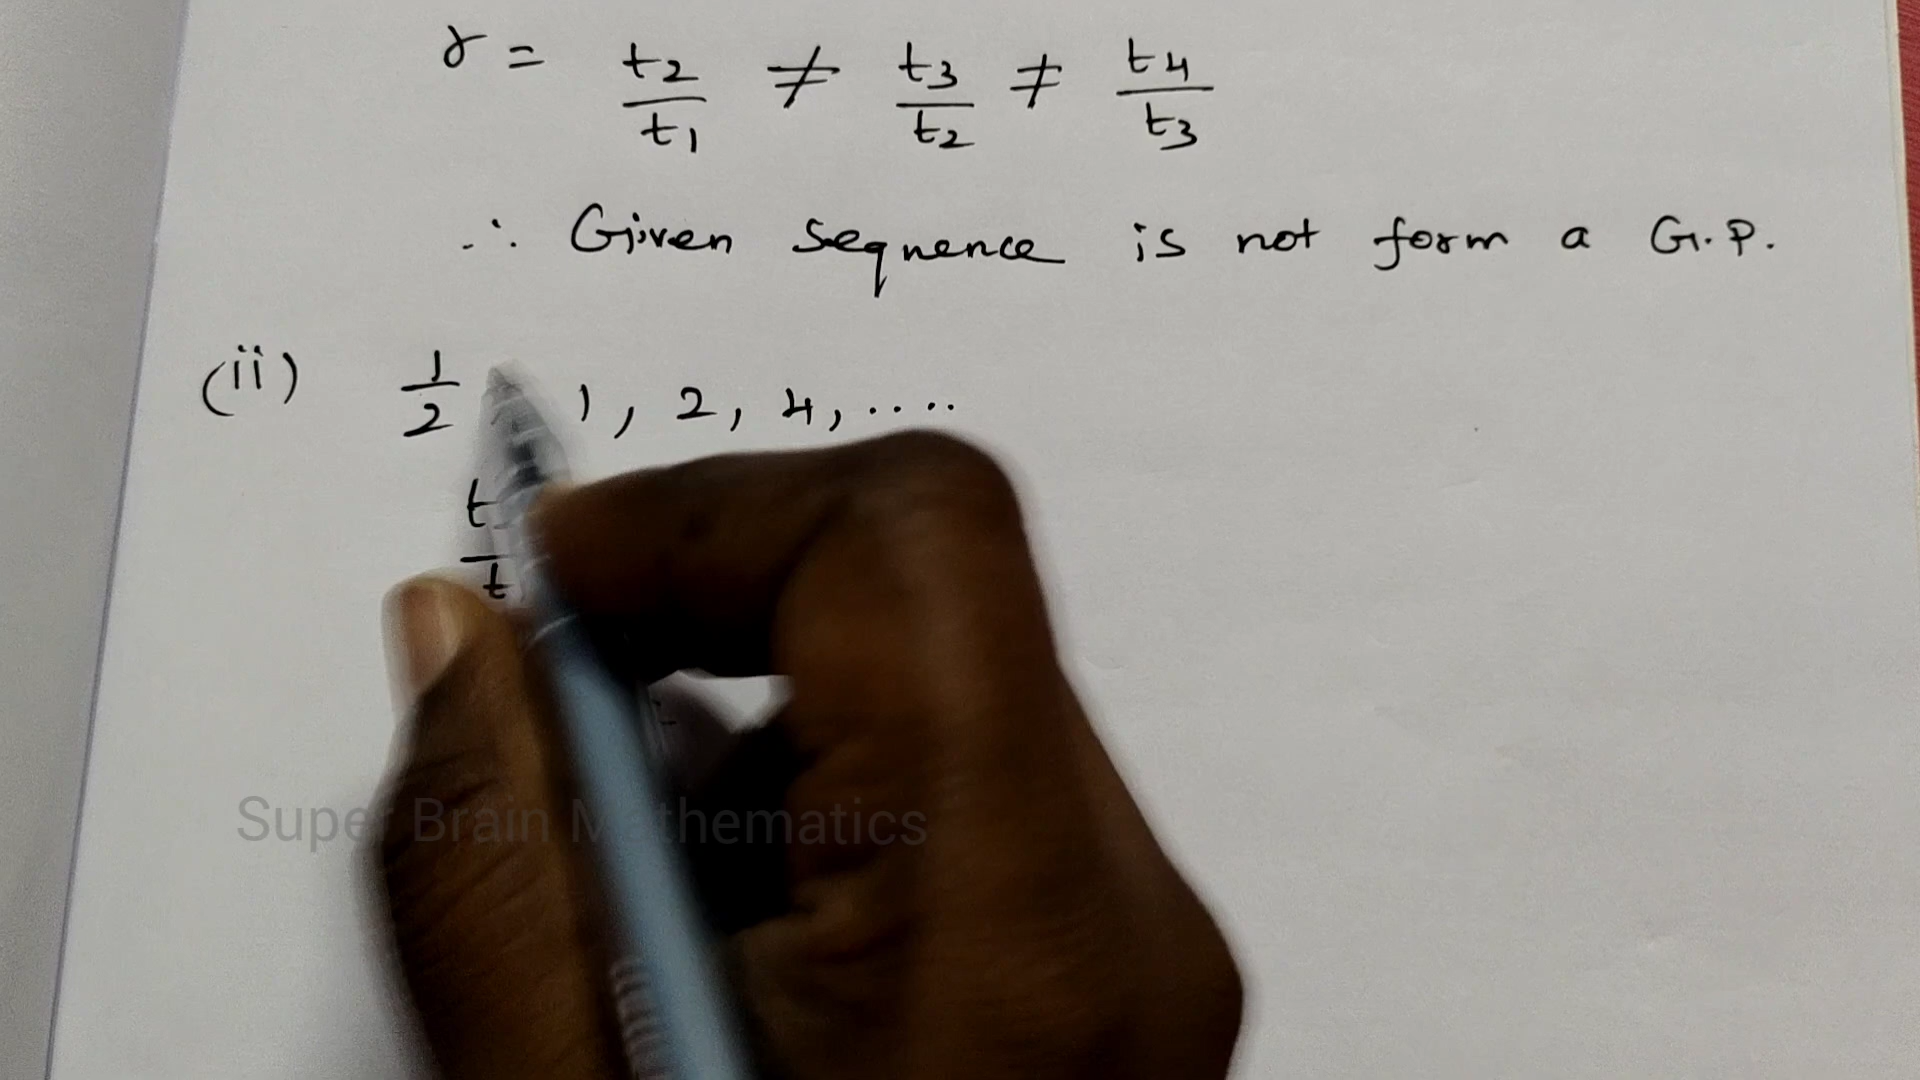 r = t2/t1 ≠ t3/t2 ≠ t4/t3
∴ Given sequence is not form a G.P.
(ii) 1/2, 1, 2, 4, ....
t
t
Super Brain Mathematics